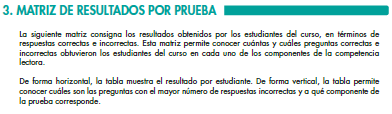 3. MATRIZ DE RESULTADOS POR PRUEBA
La siguiente matriz consigna los resultados obtenidos por los estudiantes del curso, en términos de
respuestas correctas e incorrectas. Esta matriz permite conocer cuántas y cuáles preguntas correctas e
incorrectas obtuvieron los estudiantes del curso en cada uno de los componentes de la competencia
lectora.
De forma horizontal, la tabla muestra el resultado por estudiante. De forma vertical, la tabla permite
conocer cuáles son las preguntas con el mayor número de respuestas incorrectas y a qué componente de
la prueba corresponde.